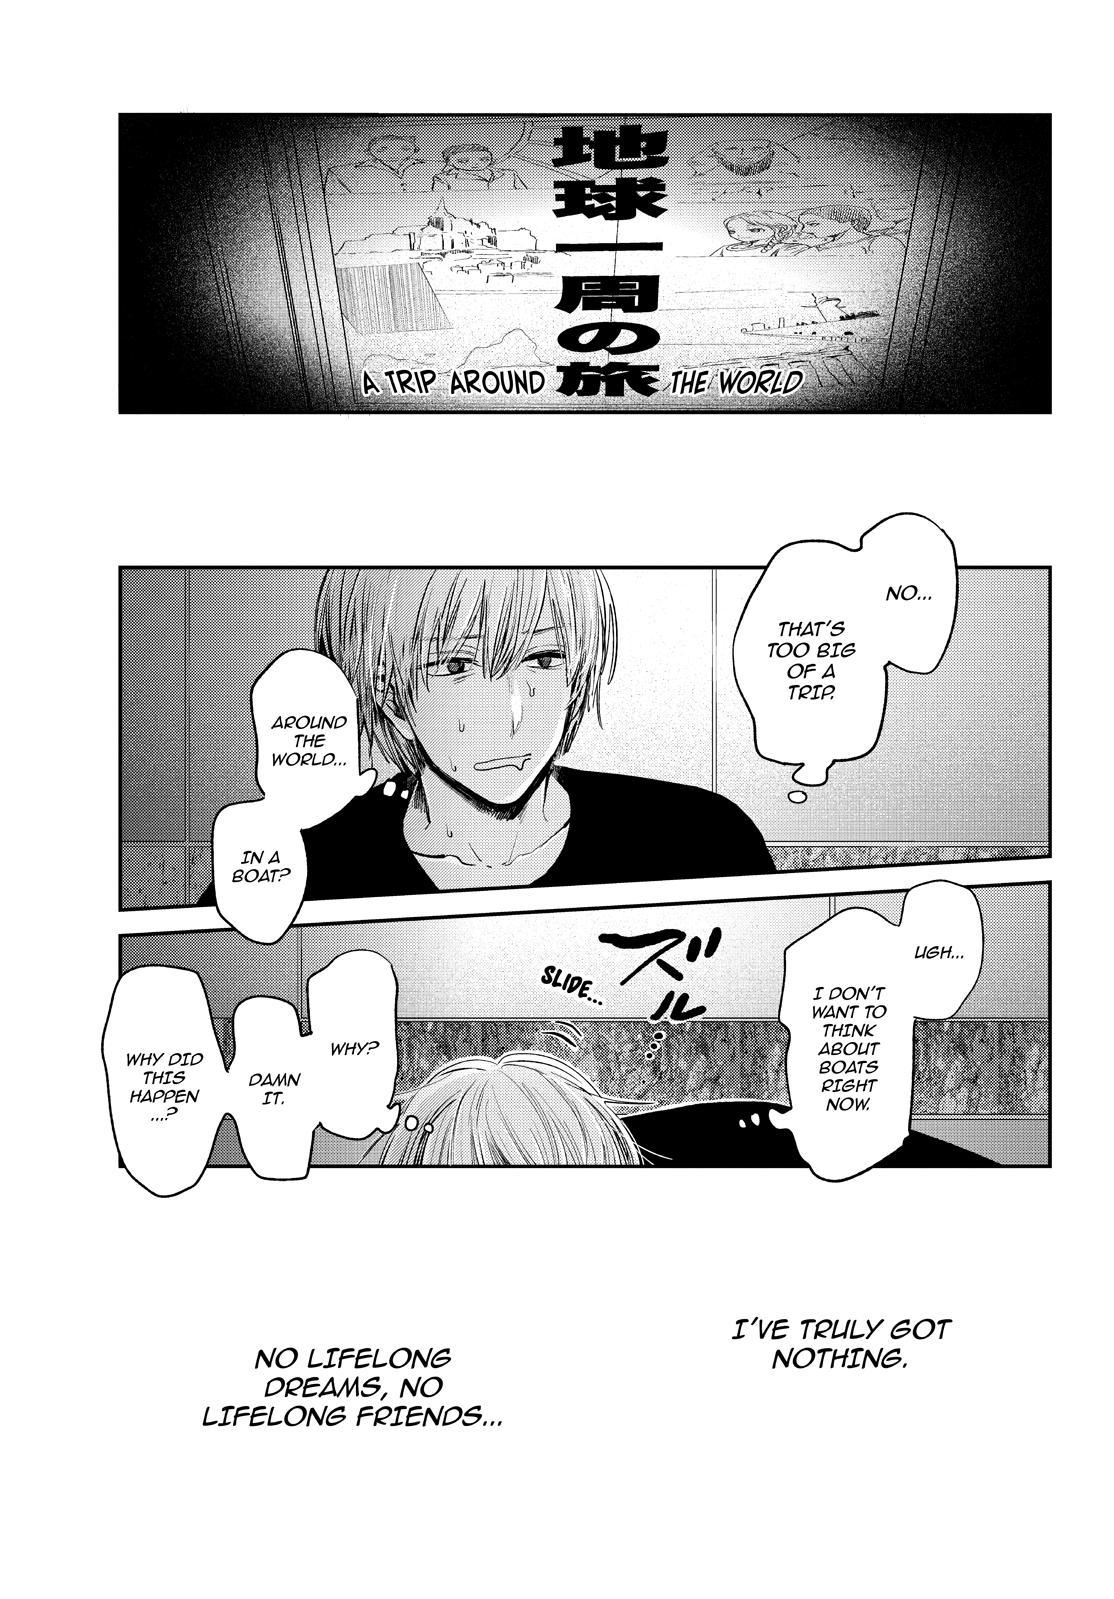 地球一周の旅
A TRIP AROUND THE WORLD
NO...
THAT'S
TOO BIG
OF A
TRIP.
AROUND
THE
WORLD...
IN A
BOAT?
UGH...
I DON'T
WANT TO
THINK
ABOUT
BOATS
RIGHT
NOW.
ズル
SLIDE...
WHY?
DAMN
IT.
WHY DID
THIS
HAPPEN
...?
I'VE TRULY GOT
NOTHING.
NO LIFELONG
DREAMS, NO
LIFELONG FRIENDS...